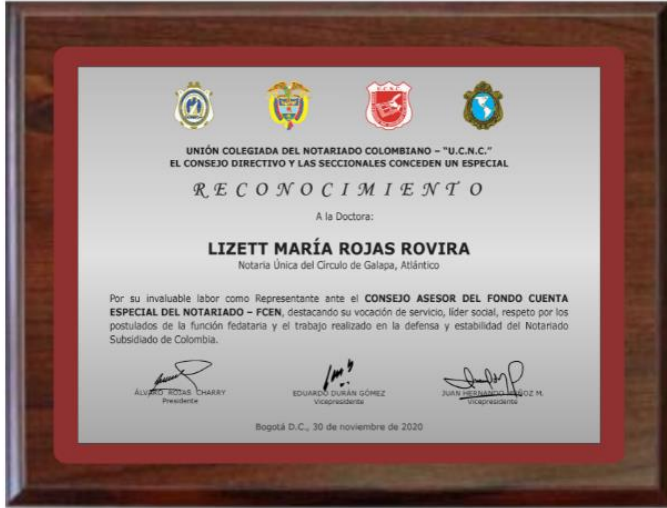 U.C.N.C.
UNIÓN COLEGIADA DEL NOTARIADO COLOMBIANO – "U.C.N.C."
EL CONSEJO DIRECTIVO Y LAS SECCIONALES CONCEDEN UN ESPECIAL
RECONOCIMIENTO
A la Doctora:
LIZETT MARÍA ROJAS ROVIRA
Notaria Única del Círculo de Galapa, Atlántico
Por su invaluable labor como Representante ante el CONSEJO ASESOR DEL FONDO CUENTA
ESPECIAL DEL NOTARIADO – FCEN, destacando su vocación de servicio, líder social, respeto por los
postulados de la función fedataria y el trabajo realizado en la defensa y estabilidad del Notariado
Subsidiado de Colombia.
ÁLVARO ROJAS CHARRY
Presidente
EDUARDO DURÁN GÓMEZ
Vicepresidente
JUAN HERNANDO MUÑOZ M.
Vicepresidente
Bogotá D.C., 30 de noviembre de 2020